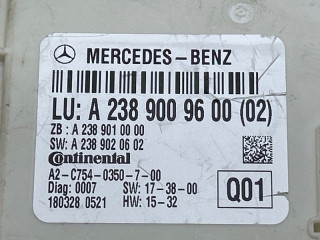 MERCEDES-BENZ
LU: A 238 900 96 00 (02)
ZB : A 238 901 00 00
SW: A 238 902 06 02
Continental
A2-C754-0350-7-00
Diag: 0007 SW: 17-38-00
180328 0521 HW: 15-32
Q01